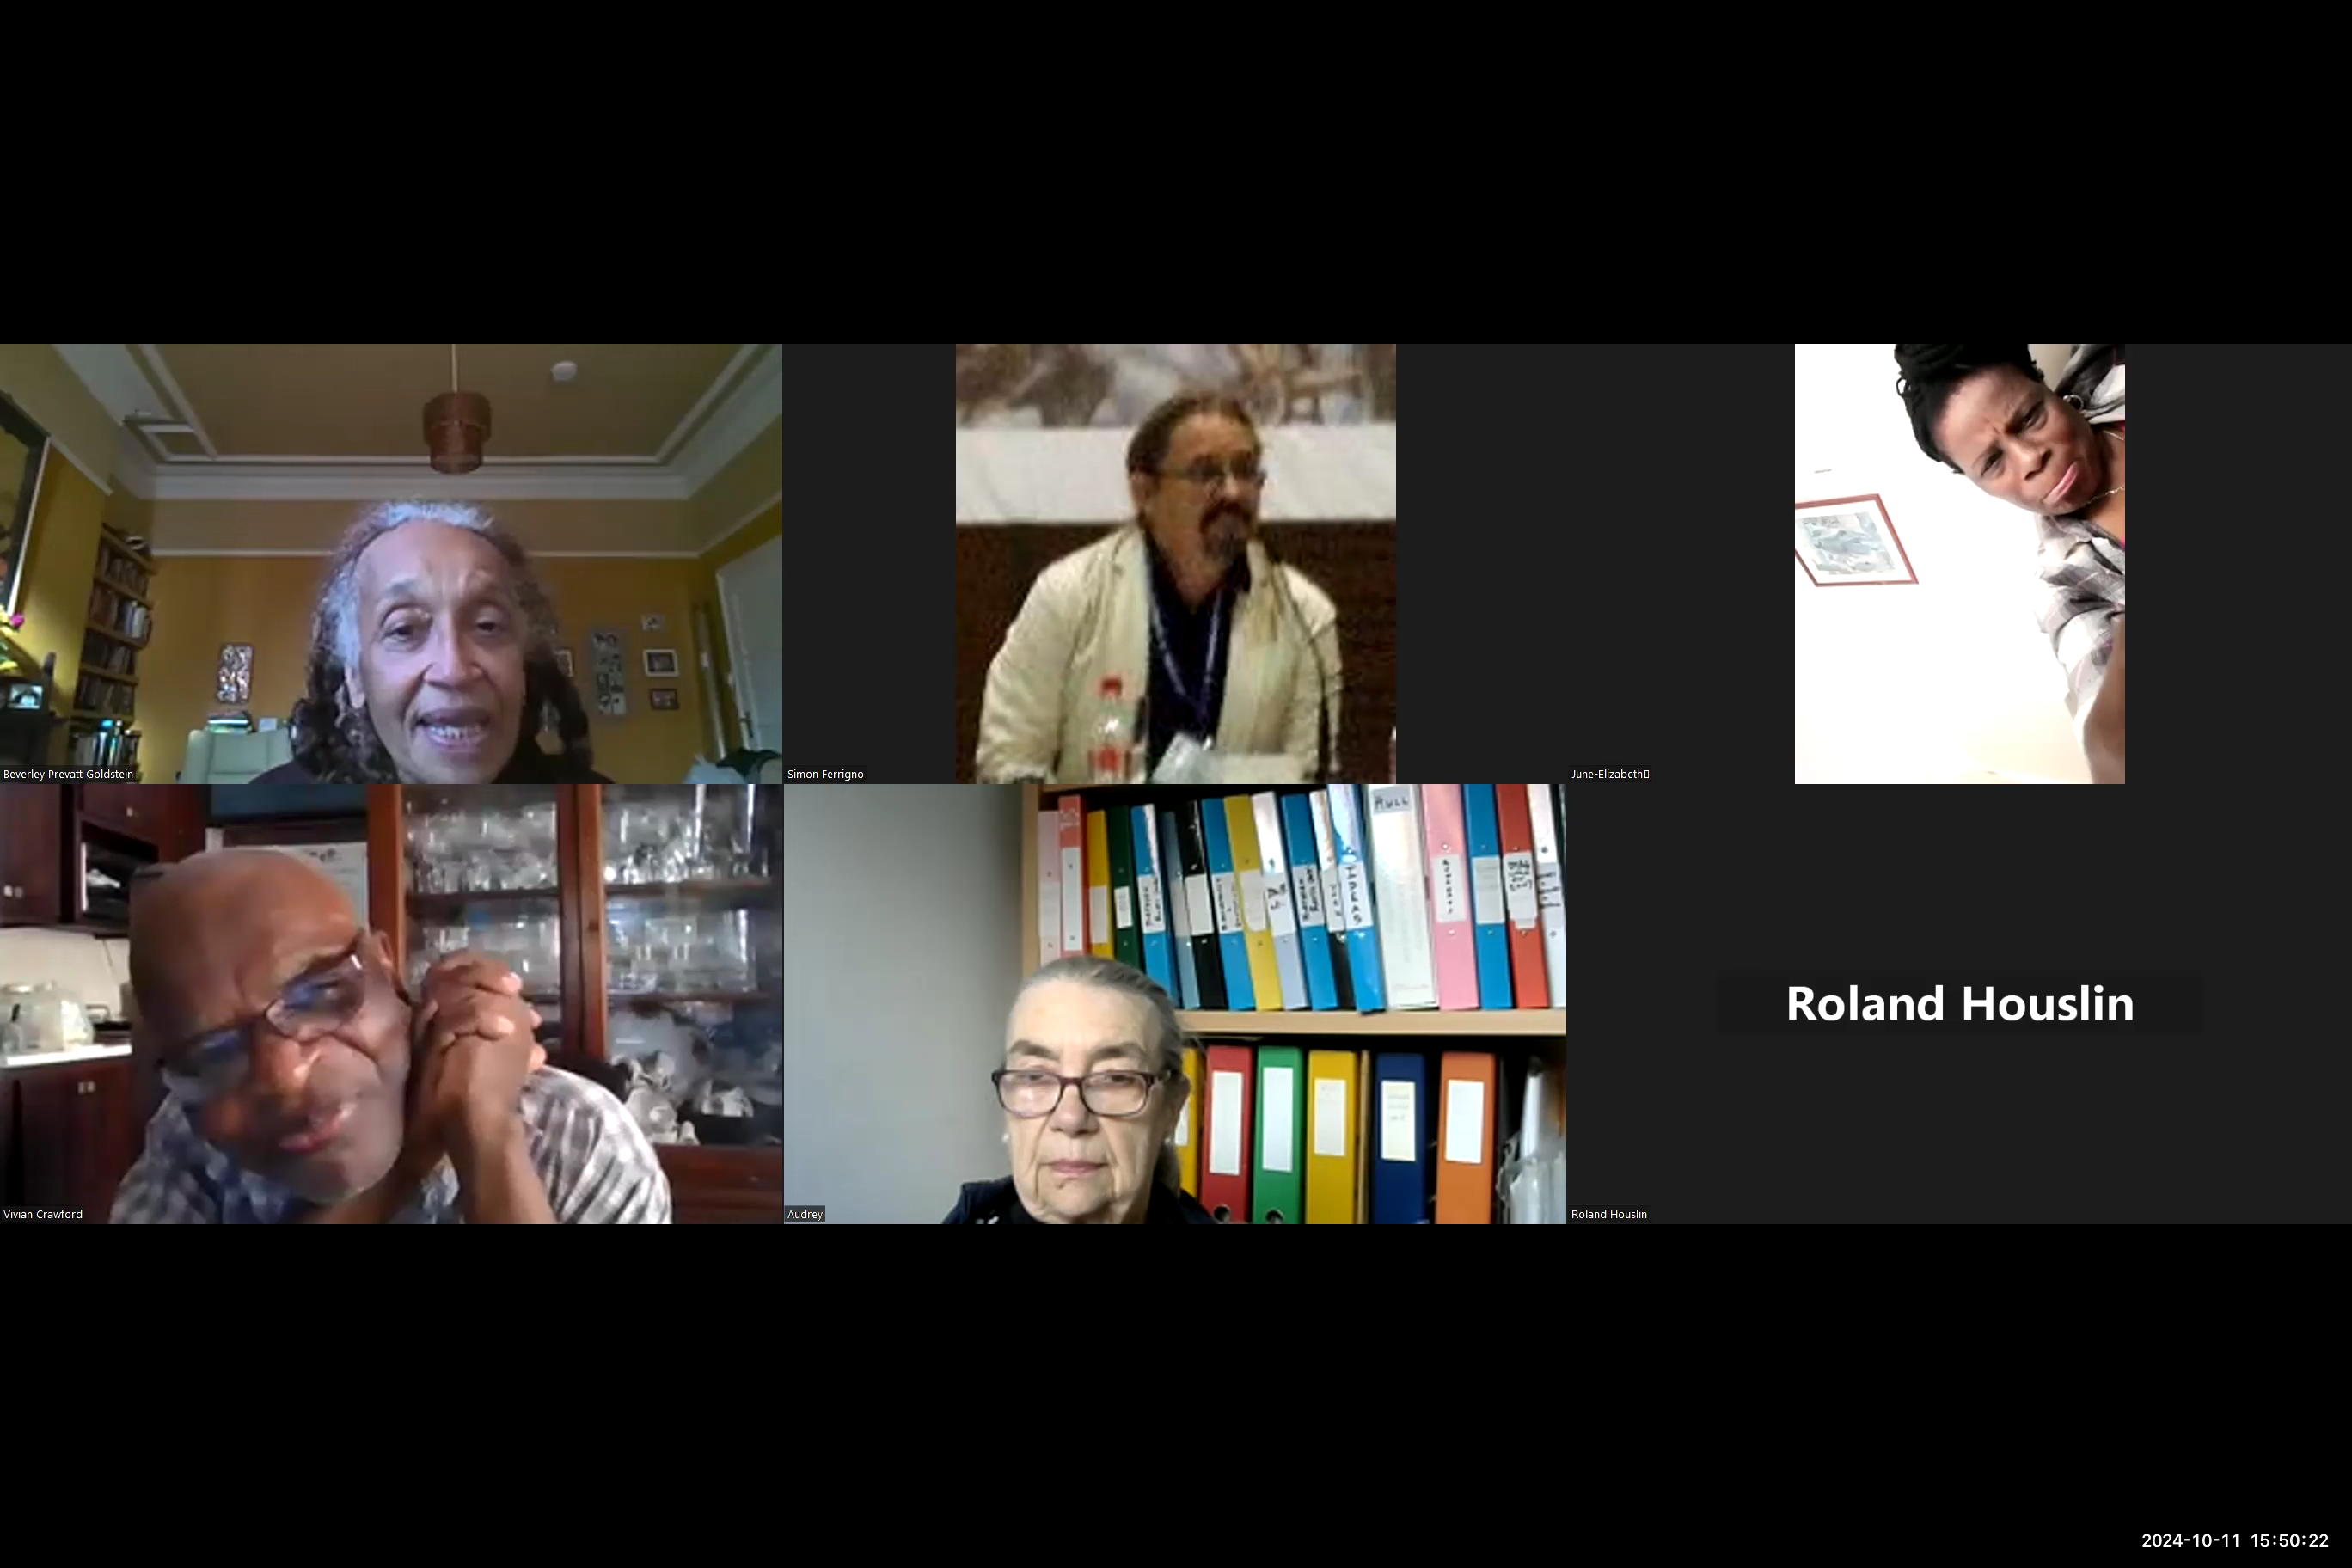 Beverley Prevatt Goldstein
Simon Ferrigno
June-Elizabeth
HULL
Roland Houslin
Vivian Crawford
Audrey
Roland Houslin
2024-10-11 15:50:22